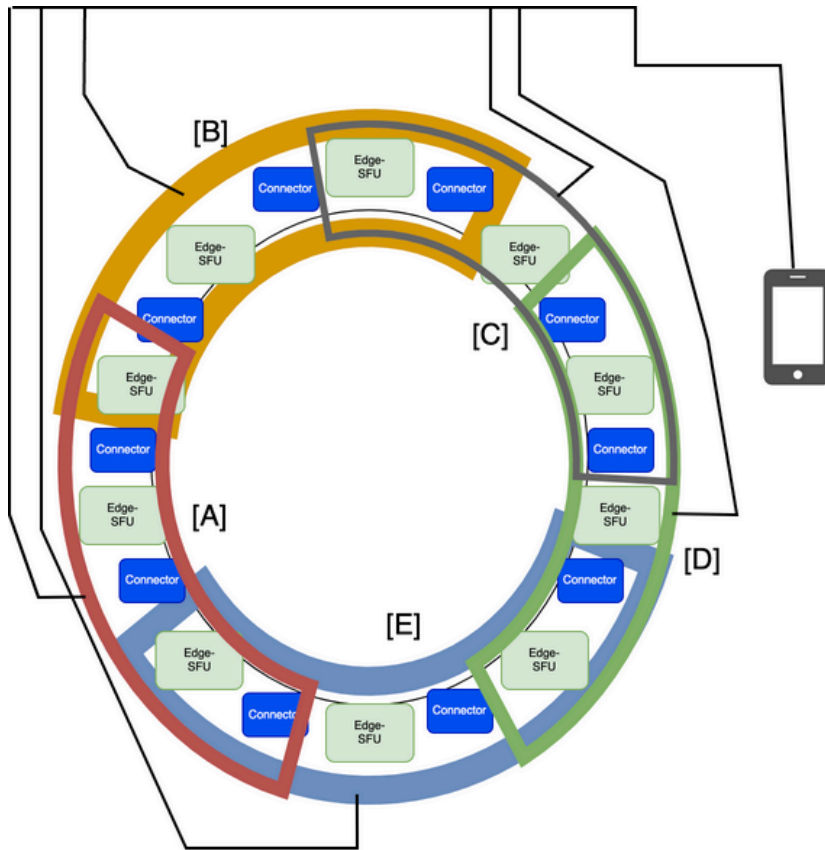 [B]
Edge-
SFU
Connector
Connector
Edge-
SFU
Edge-
SFU
Connector
Connector
[C]
Edge-
SFU
Edge-
SFU
Connector
Connector
[A]
Edge-
SFU
Edge-
SFU
[D]
Connector
Connector
[E]
Edge-
SFU
Edge-
SFU
Connector
Connector
Edge-
SFU